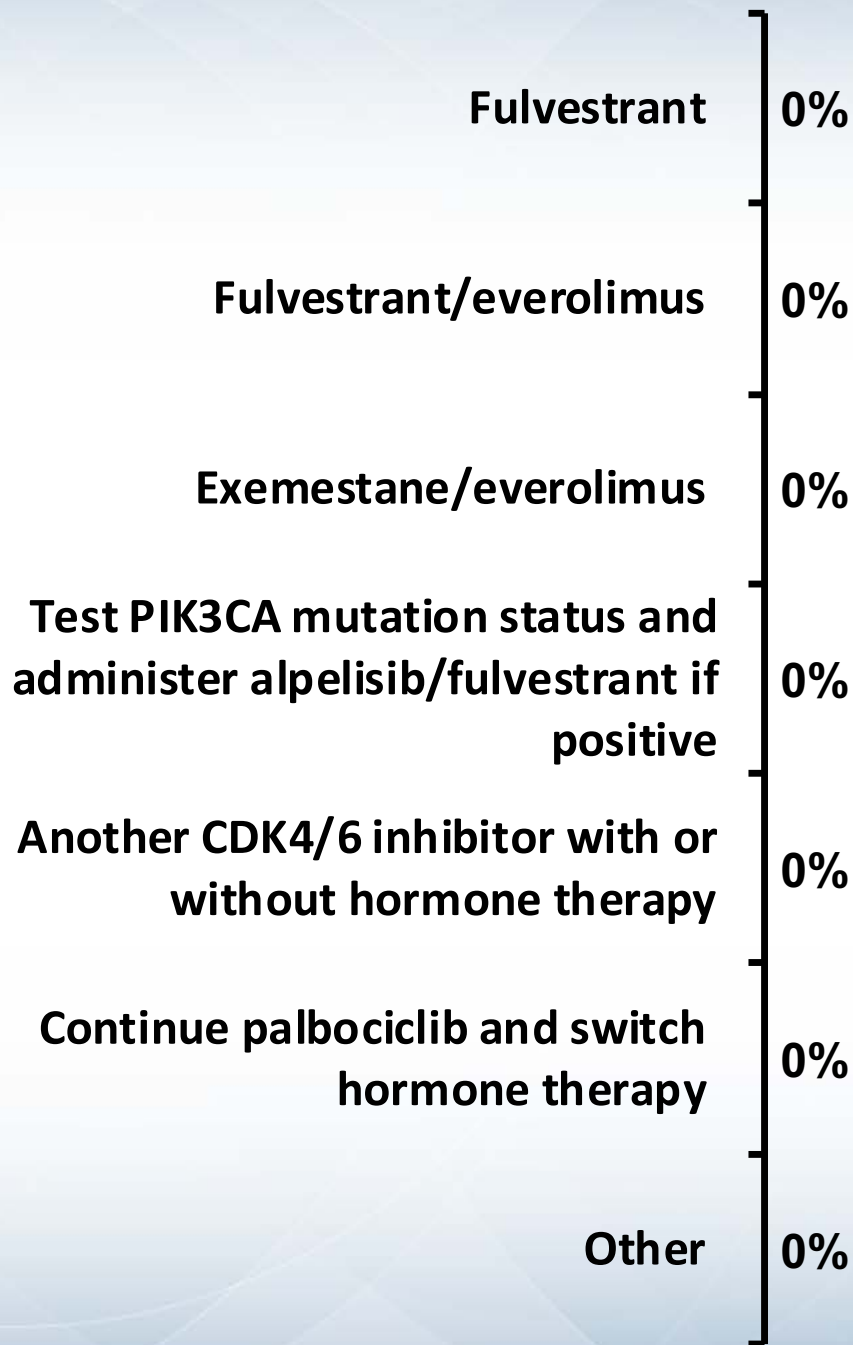 Fulvestrant 0%
Fulvestrant/everolimus 0%
Exemestane/everolimus 0%
Test PIK3CA mutation status and
administer alpelisib/fulvestrant if 0%
positive
Another CDK4/6 inhibitor with or
without hormone therapy 0%
Continue palbociclib and switch
hormone therapy 0%
Other 0%